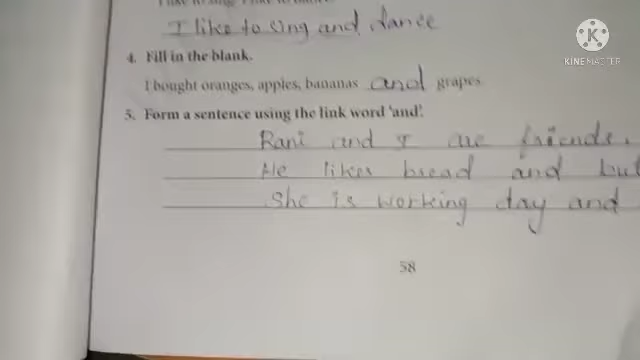 I like to sing and dance
4. Fill in the blank.
I bought oranges, apples, bananas and grapes.
5. Form a sentence using the link word 'and'.
Rani and I are friends.
He likes bread and but
She is working day and
58
KINEMASTER